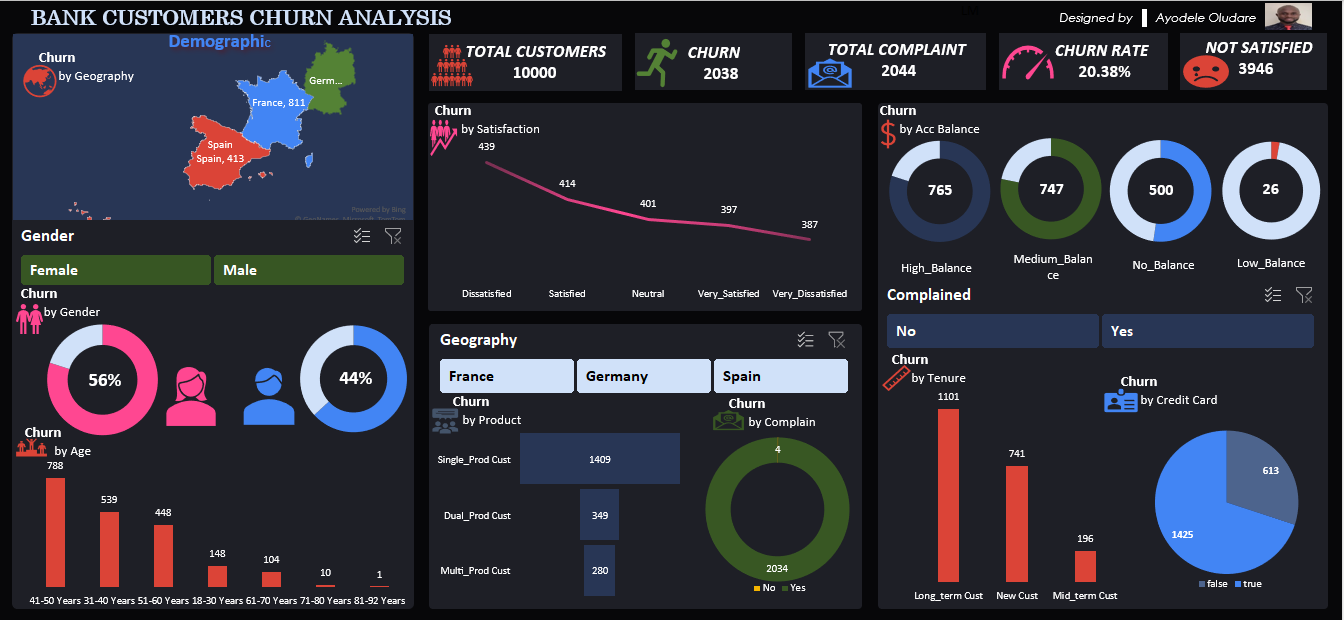 BANK CUSTOMERS CHURN ANALYSIS
Designed by
Ayodele Oludare
Demographic
Churn
by Geography
Germ...
France, 811
Spain
Spain, 413
Powered by Bing
TOTAL CUSTOMERS
10000
CHURN
2038
TOTAL COMPLAINT
2044
CHURN RATE
20.38%
NOT SATISFIED
3946
Gender
Female
Male
Churn
by Gender
56%
44%
Churn
by Age
788
539
448
148
104
10
1
41-50 Years 31-40 Years 51-60 Years 18-30 Years 61-70 Years 71-80 Years 81-92 Years
Churn
by Satisfaction
439
414
401
397
387
Dissatisfied Satisfied Neutral Very_Satisfied Very_Dissatisfied
Geography
France
Germany
Spain
Churn
by Product
Single_Prod Cust
1409
Dual_Prod Cust
349
Multi_Prod Cust
280
Churn
by Complain
4
2034
No Yes
Churn
by Acc Balance
765
747
500
26
High_Balance
Medium_Balan
ce
No_Balance
Low_Balance
Complained
No
Yes
Churn
by Tenure
1101
741
196
Long_term Cust New Cust Mid_term Cust
Churn
by Credit Card
613
1425
false true